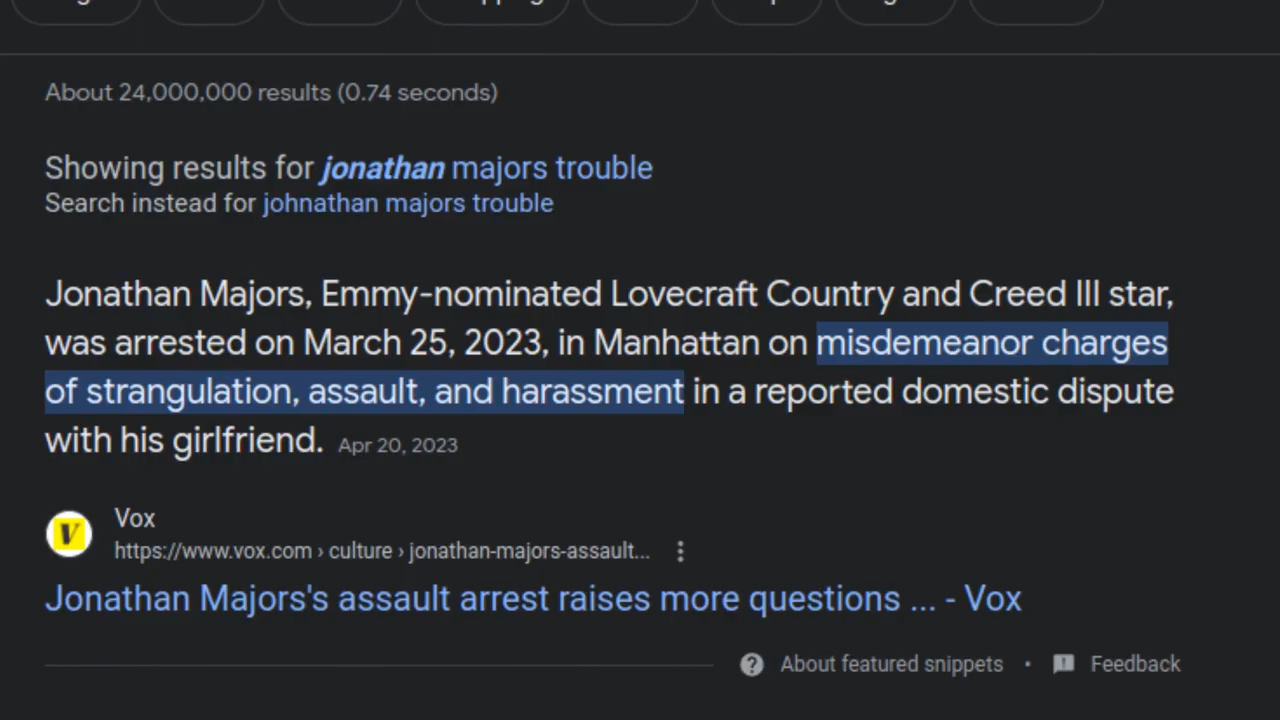 About 24,000,000 results (0.74 seconds)
Showing results for jonathan majors trouble
Search instead for johnathan majors trouble
Jonathan Majors, Emmy-nominated Lovecraft Country and Creed III star,
was arrested on March 25, 2023, in Manhattan on misdemeanor charges
of strangulation, assault, and harassment in a reported domestic dispute
with his girlfriend. Apr 20, 2023
V
Vox
https://www.vox.com › culture › jonathan-majors-assault...
Jonathan Majors's assault arrest raises more questions ... - Vox
About featured snippets • Feedback